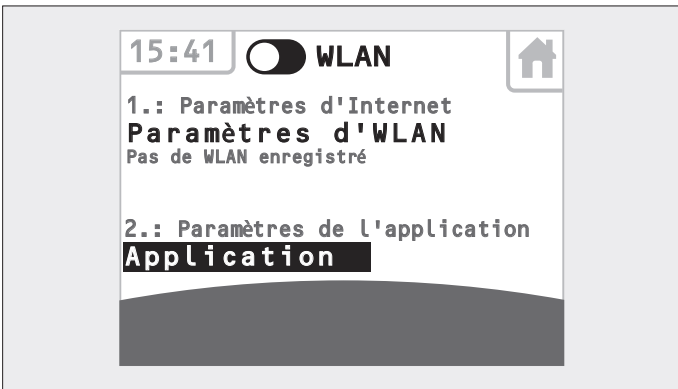 15:41 WLAN
1.: Paramètres d'Internet
Paramètres d'WLAN
Pas de WLAN enregistré
2.: Paramètres de l'application
Application